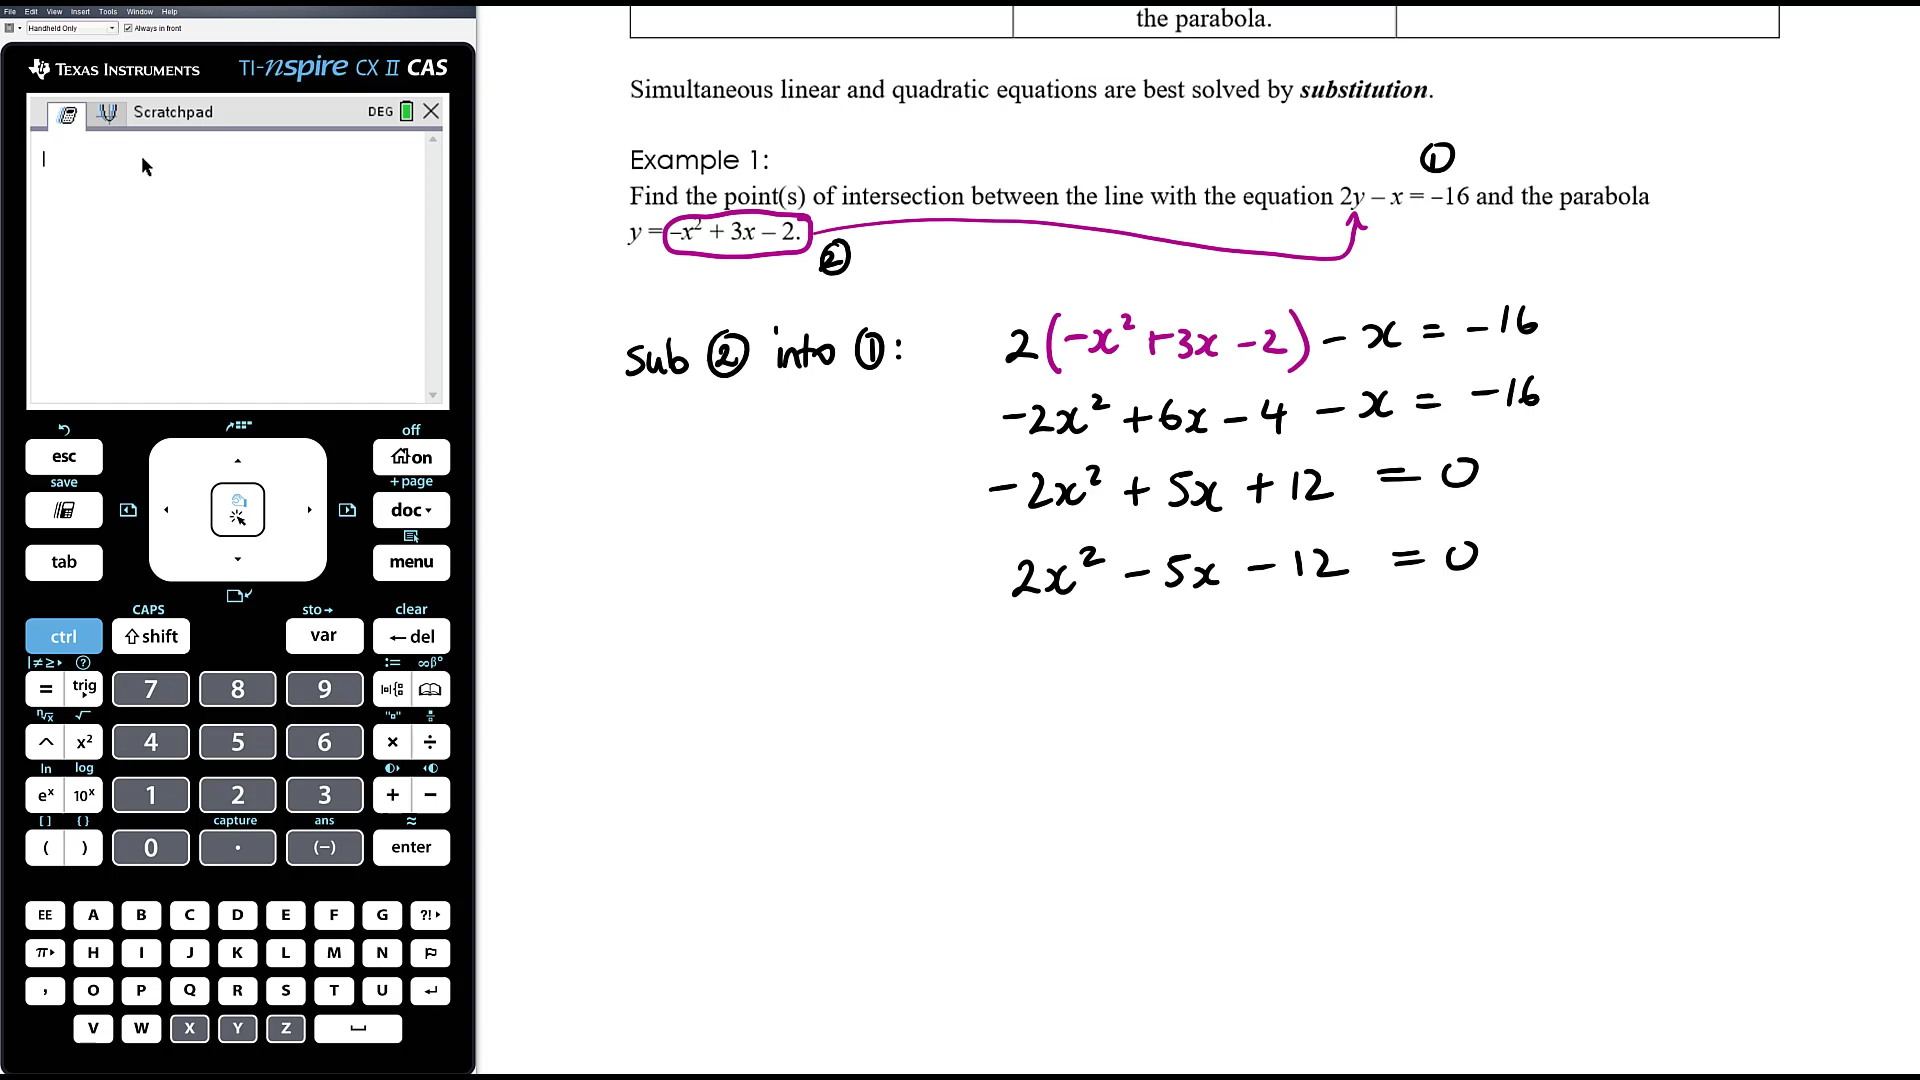 File Edit View Insert Tools Window Help
Handheld Only Always in front
TEXAS INSTRUMENTS TI-nspire CX II CAS
Scratchpad DEG
off
esc on
save + page
doc
tab menu
CAPS sto→ clear
ctrl shift var ←del
|≠≥▸ ? := ∞β°
= trig 7 8 9
ⁿ√x √
^ x² 4 5 6 × ÷
ln log
eˣ 10ˣ 1 2 3 + −
[ ] { } capture ans ≈
( ) 0 . (−) enter
EE A B C D E F G ?!▸
π▸ H I J K L M N
, O P Q R S T U
V W X Y Z
the parabola.
Simultaneous linear and quadratic equations are best solved by substitution.
Example 1:
①
Find the point(s) of intersection between the line with the equation 2y – x = –16 and the parabola
y = –x² + 3x – 2.
②
Sub ② into ①: 2(-x² + 3x - 2) - x = -16
-2x² + 6x - 4 - x = -16
-2x² + 5x + 12 = 0
2x² - 5x - 12 = 0